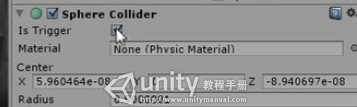 Sphere Collider
Is Trigger
Material None (Physic Material)
Center
X 5.960464e-08 Z -8.940697e-08
unity 教程手册
Radius
www.unitymanual.com